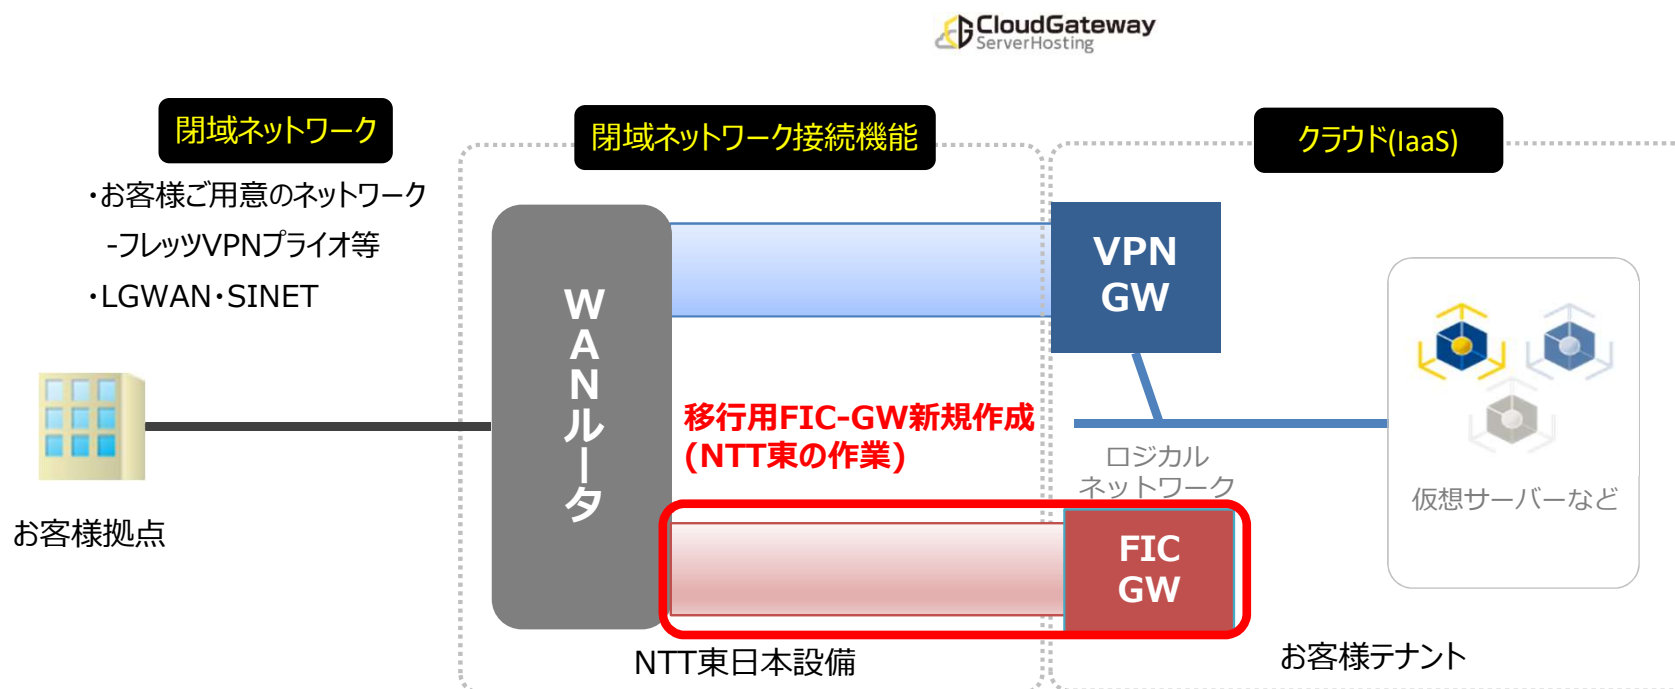 CloudGateway
ServerHosting
閉域ネットワーク
閉域ネットワーク接続機能
クラウド(IaaS)
・お客様ご用意のネットワーク
-フレッツVPNプライオ等
・LGWAN・SINET
WANルータ
VPN
GW
移行用FIC-GW新規作成
(NTT東の作業)
ロジカル
ネットワーク
仮想サーバーなど
お客様拠点
FIC
GW
NTT東日本設備
お客様テナント